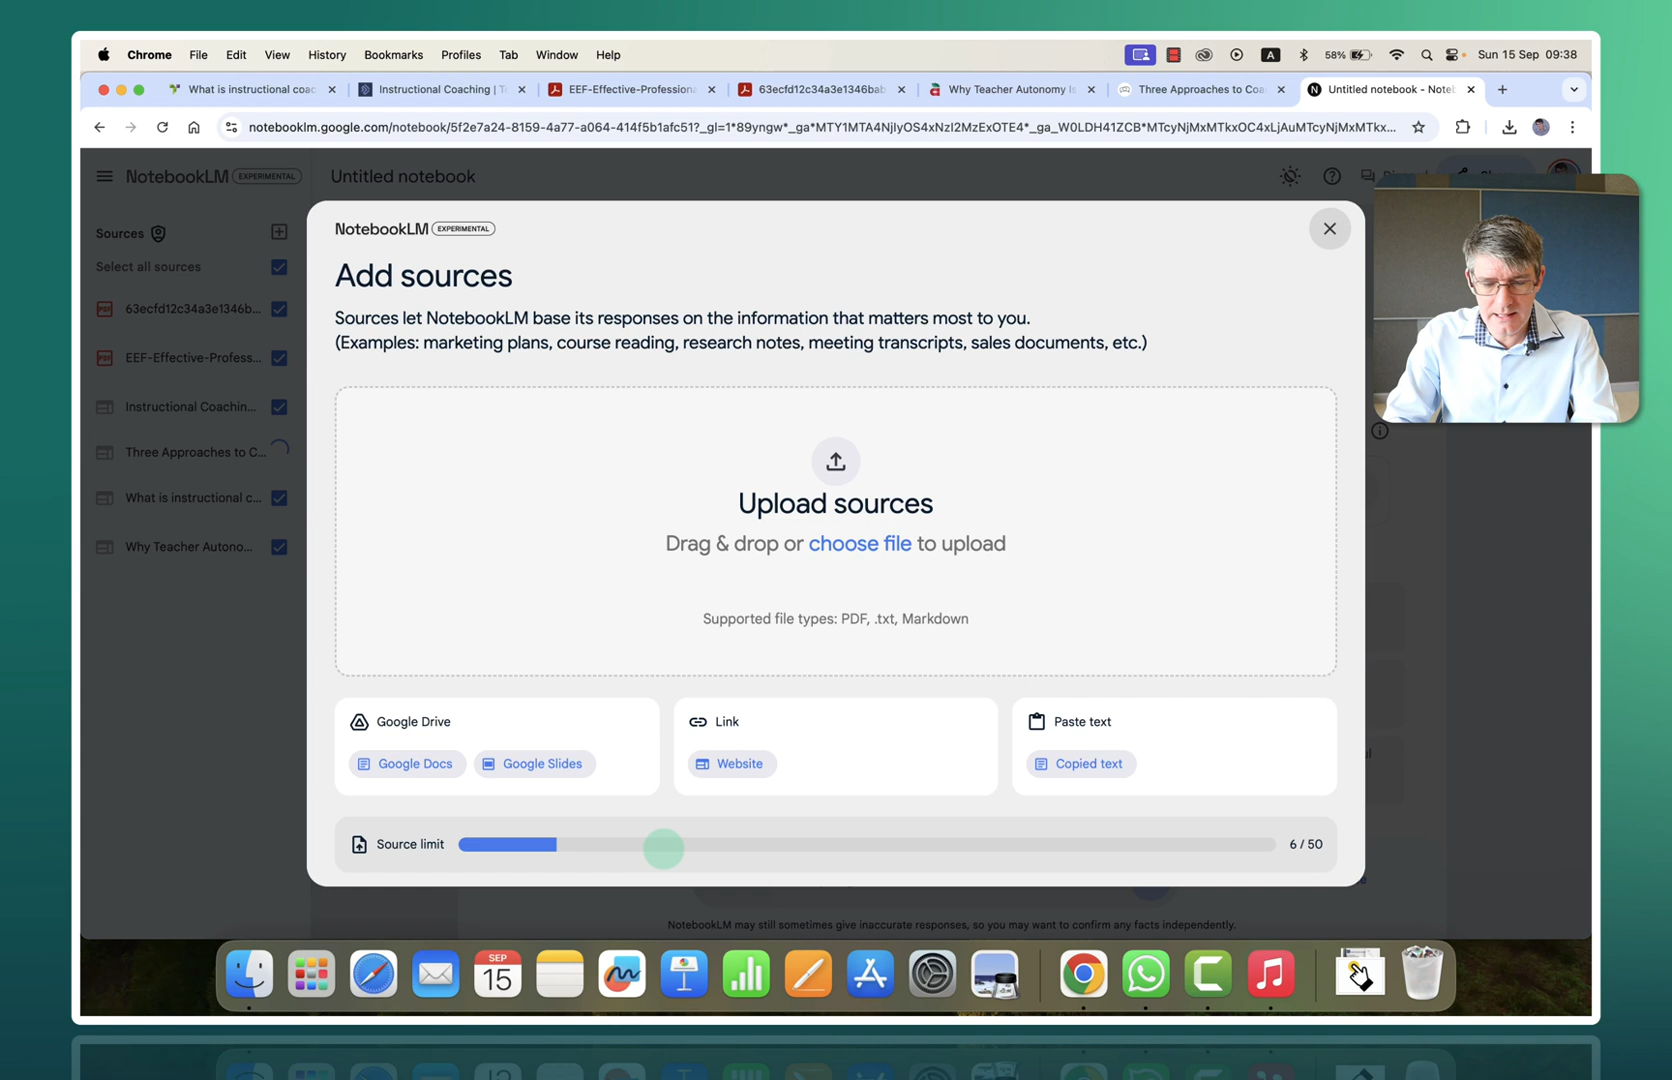 Chrome File Edit View History Bookmarks Profiles Tab Window Help
A 58% Sun 15 Sep 09:38
What is instructional coac
Instructional Coaching | T
EEF-Effective-Professiona
63ecfd12c34a3e1346bab
Why Teacher Autonomy is
Three Approaches to Coa
Untitled notebook - Note
notebooklm.google.com/notebook/5f2e7a24-8159-4a77-a064-414f5b1afc51?_gl=1*89yngw*_ga*MTY1MTA4NjIyOS4xNzI2MzExOTE4*_ga_W0LDH41ZCB*MTcyNjMxMTkxOC4xLjAuMTcyNjMxMTkx...
NotebookLM EXPERIMENTAL
Untitled notebook
Sources
Select all sources
63ecfd12c34a3e1346b...
EEF-Effective-Profess...
Instructional Coachin...
Three Approaches to C...
What is instructional c...
Why Teacher Autono...
NotebookLM EXPERIMENTAL
Add sources
Sources let NotebookLM base its responses on the information that matters most to you.
(Examples: marketing plans, course reading, research notes, meeting transcripts, sales documents, etc.)
Upload sources
Drag & drop or choose file to upload
Supported file types: PDF, .txt, Markdown
Google Drive
Google Docs Google Slides
Link
Website
Paste text
Copied text
Source limit 6 / 50
NotebookLM may still sometimes give inaccurate responses, so you may want to confirm any facts independently.
SEP
15